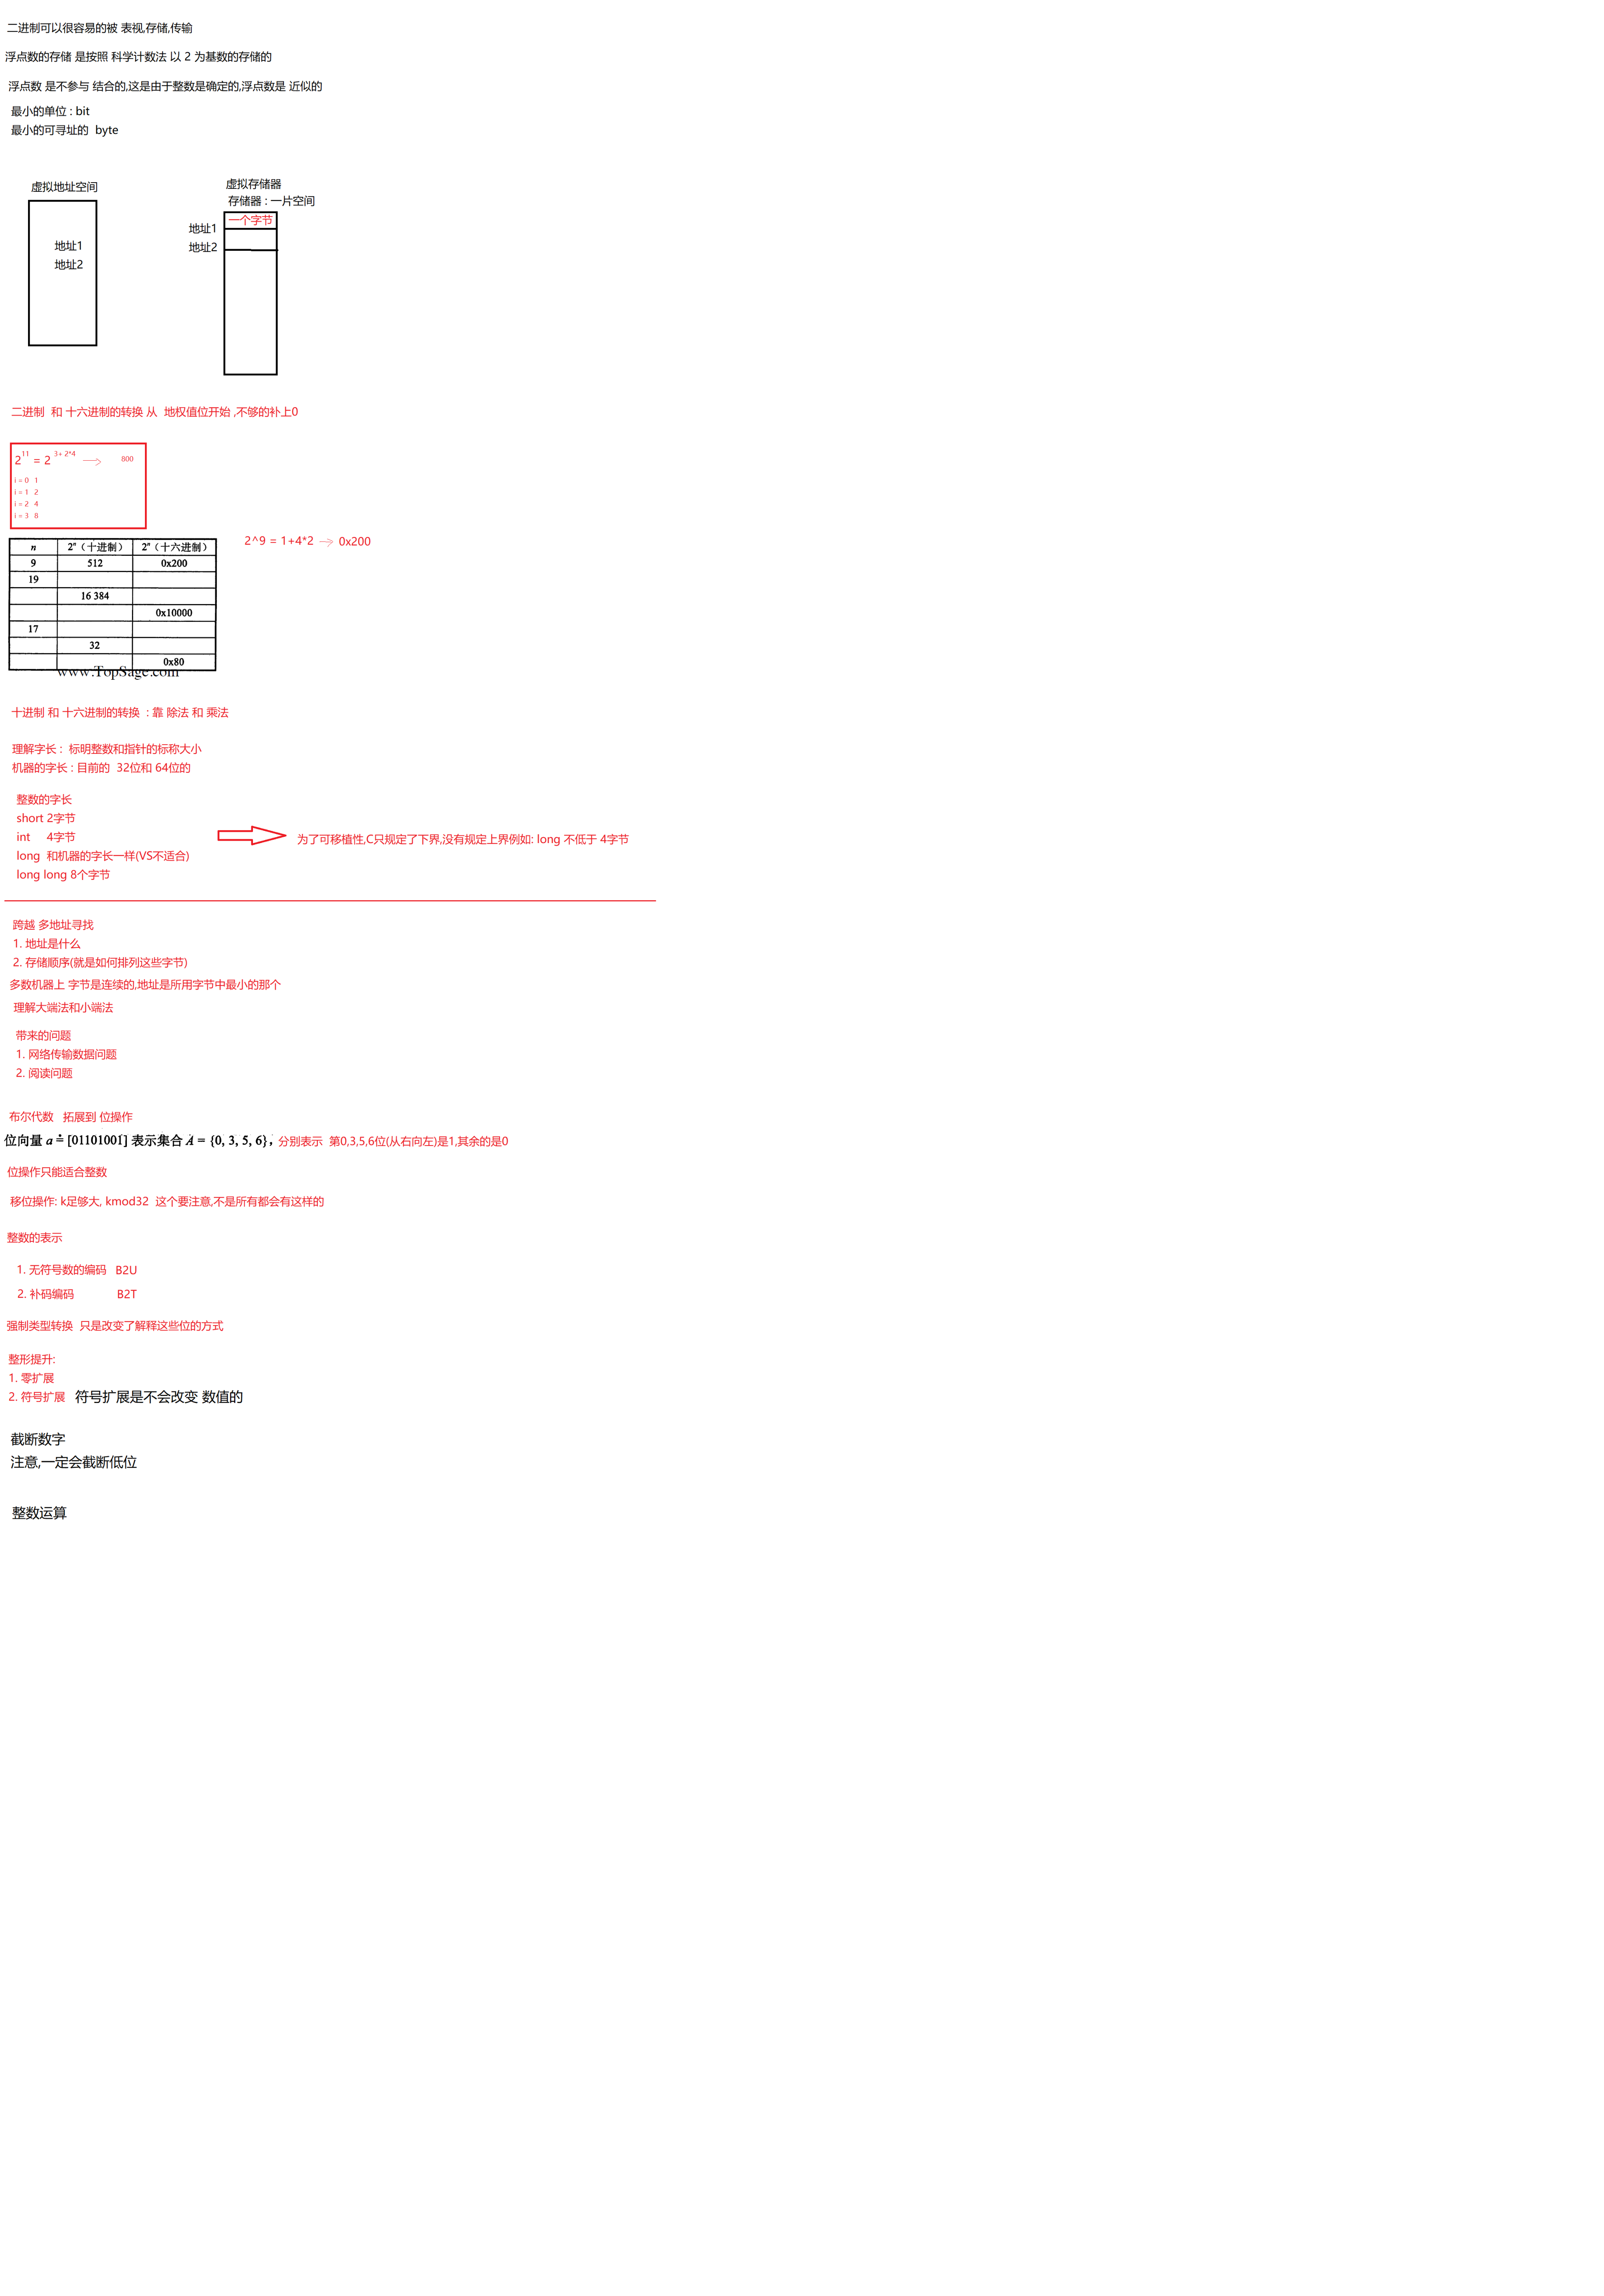 二进制可以很容易的被 表视,存储,传输
浮点数的存储 是按照 科学计数法 以 2 为基数的存储的
浮点数 是不参与 结合的,这是由于整数是确定的,浮点数是 近似的
最小的单位 : bit
最小的可寻址的 byte
虚拟地址空间
地址1
地址2
虚拟存储器
存储器 : 一片空间
一个字节
地址1
地址2
二进制 和 十六进制的转换 从 地权值位开始 ,不够的补上0
2^11 = 2^3+ 2*4 → 800
i = 0 1
i = 1 2
i = 2 4
i = 3 8
2^9 = 1+4*2 → 0x200
n 2ⁿ（十进制） 2ⁿ（十六进制）
9 512 0x200
19
16 384
0x10000
17
32
0x80
www.TopSage.com
十进制 和 十六进制的转换 : 靠 除法 和 乘法
理解字长 : 标明整数和指针的标称大小
机器的字长 : 目前的 32位和 64位的
整数的字长
short 2字节
int 4字节
long 和机器的字长一样(VS不适合)
long long 8个字节
为了可移植性,C只规定了下界,没有规定上界例如: long 不低于 4字节
跨越 多地址寻找
1. 地址是什么
2. 存储顺序(就是如何排列这些字节)
多数机器上 字节是连续的,地址是所用字节中最小的那个
理解大端法和小端法
带来的问题
1. 网络传输数据问题
2. 阅读问题
布尔代数 拓展到 位操作
位向量 a ≐ [01101001] 表示集合 A = {0, 3, 5, 6}, 分别表示 第0,3,5,6位(从右向左)是1,其余的是0
位操作只能适合整数
移位操作: k足够大, kmod32 这个要注意,不是所有都会有这样的
整数的表示
1. 无符号数的编码 B2U
2. 补码编码 B2T
强制类型转换 只是改变了解释这些位的方式
整形提升:
1. 零扩展
2. 符号扩展 符号扩展是不会改变 数值的
截断数字
注意,一定会截断低位
整数运算